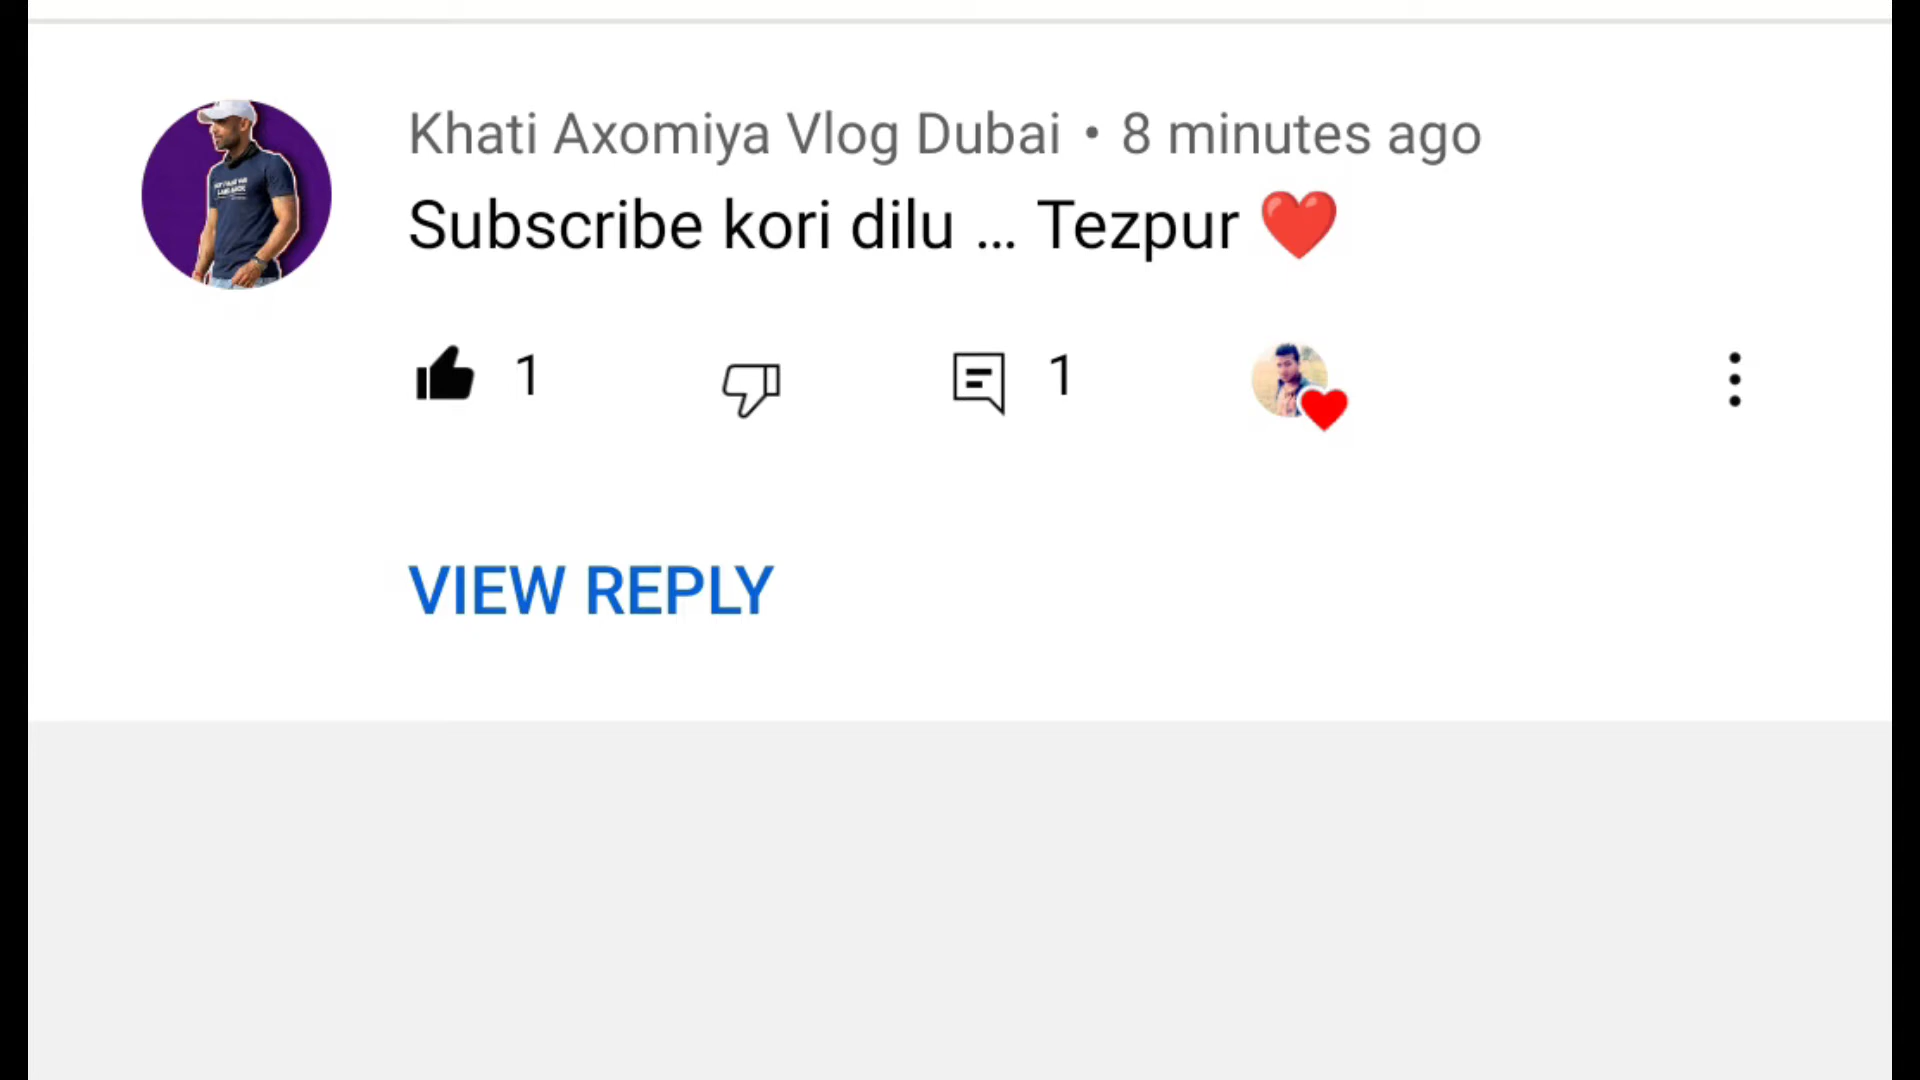 Khati Axomiya Vlog Dubai • 8 minutes ago
Subscribe kori dilu ... Tezpur ❤️
1 1
VIEW REPLY